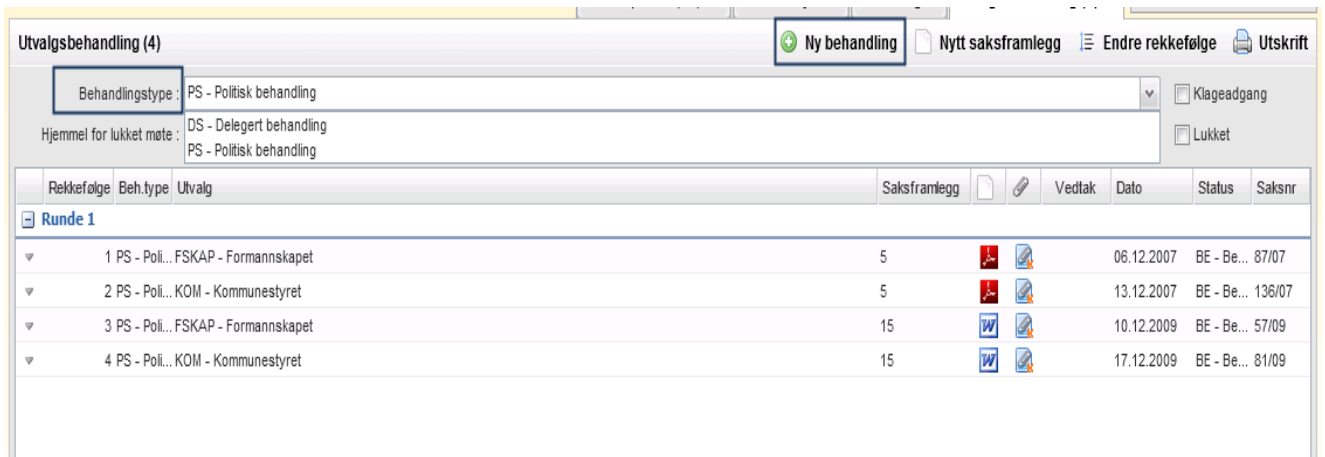 Utvalgsbehandling (4) Ny behandling Nytt saksframlegg Endre rekkefølge Utskrift
Behandlingstype : PS - Politisk behandling Klageadgang
Hjemmel for lukket møte : DS - Delegert behandling Lukket
PS - Politisk behandling
Rekkefølge Beh.type Utvalg Saksframlegg Vedtak Dato Status Saksnr
Runde 1
1 PS - Poli... FSKAP - Formannskapet 5 06.12.2007 BE - Be... 87/07
2 PS - Poli... KOM - Kommunestyret 5 13.12.2007 BE - Be... 136/07
3 PS - Poli... FSKAP - Formannskapet 15 10.12.2009 BE - Be... 57/09
4 PS - Poli... KOM - Kommunestyret 15 17.12.2009 BE - Be... 81/09